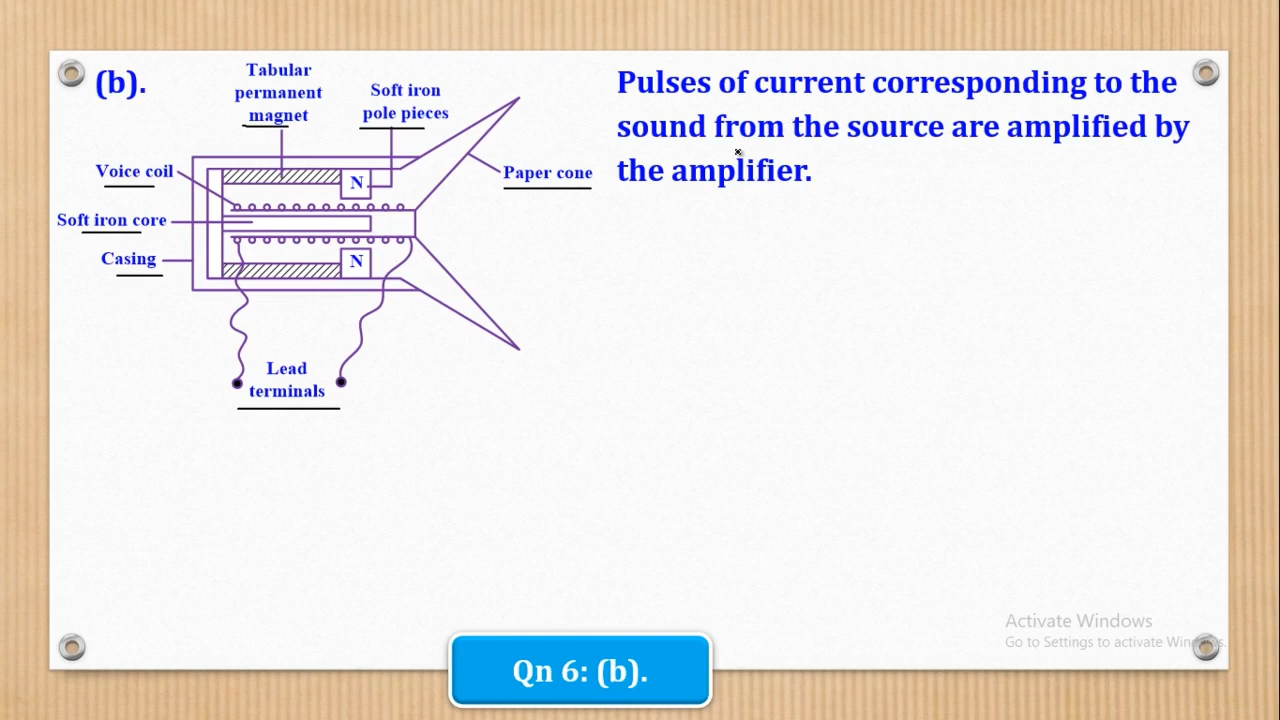 (b).
Tabular
permanent
magnet
Soft iron
pole pieces
Voice coil
N
Paper cone
Soft iron core
Casing
N
Lead
terminals
Pulses of current corresponding to the
sound from the source are amplified by
the amplifier.
Activate Windows
Go to Settings to activate Windows.
Qn 6: (b).